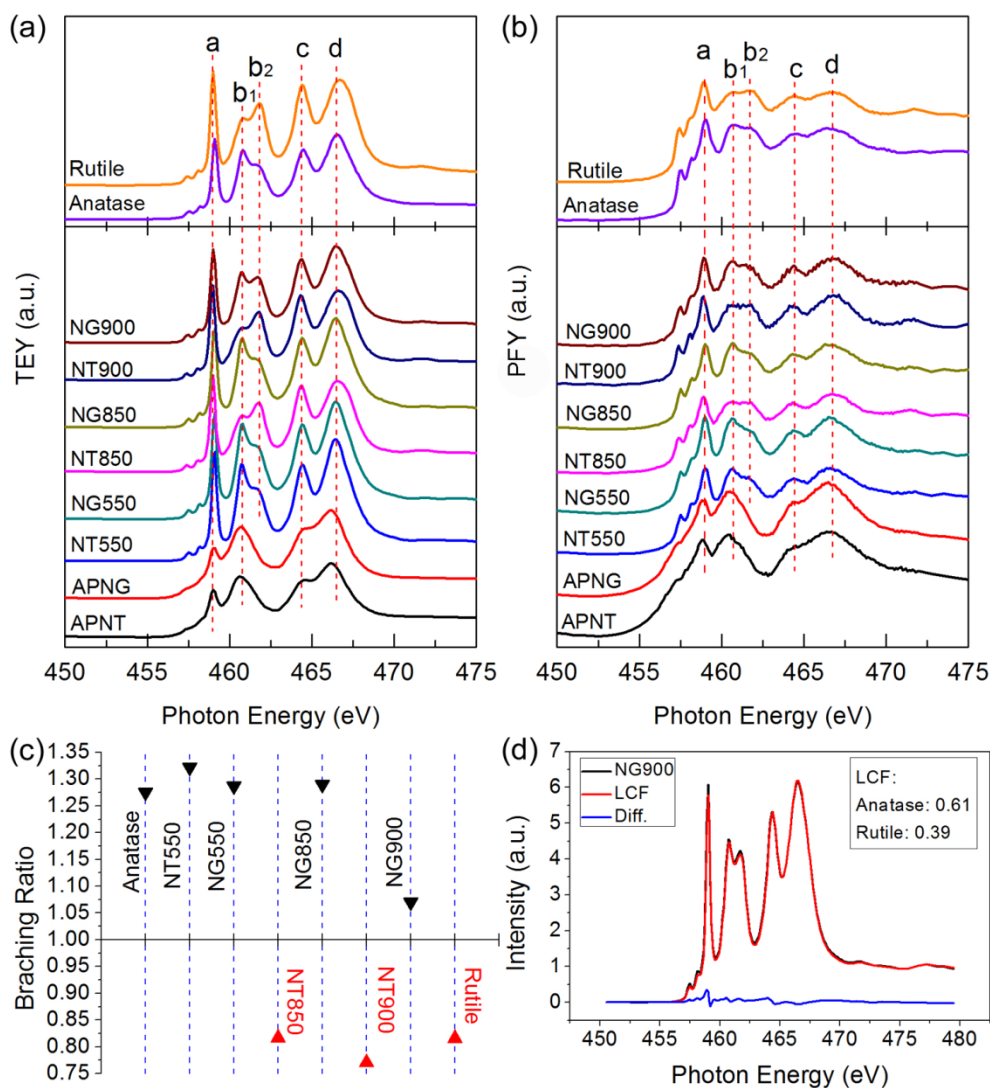 (a)
a
b1
b2
c
d
Rutile
Anatase
NG900
NT900
NG850
NT850
NG550
NT550
APNG
APNT
TEY (a.u.)
450 455 460 465 470 475
Photon Energy (eV)
(b)
a
b1
b2
c
d
Rutile
Anatase
NG900
NT900
NG850
NT850
NG550
NT550
APNG
APNT
PFY (a.u.)
450 455 460 465 470 475
Photon Energy (eV)
(c)
Braching Ratio
1.35
1.30
1.25
1.20
1.15
1.10
1.05
1.00
0.95
0.90
0.85
0.80
0.75
Anatase
NT550
NG550
NT850
NG850
NT900
NG900
Rutile
(d)
Intensity (a.u.)
7
6
5
4
3
2
1
0
NG900
LCF
Diff.
LCF:
Anatase: 0.61
Rutile: 0.39
450 455 460 465 470 475 480
Photon Energy (eV)